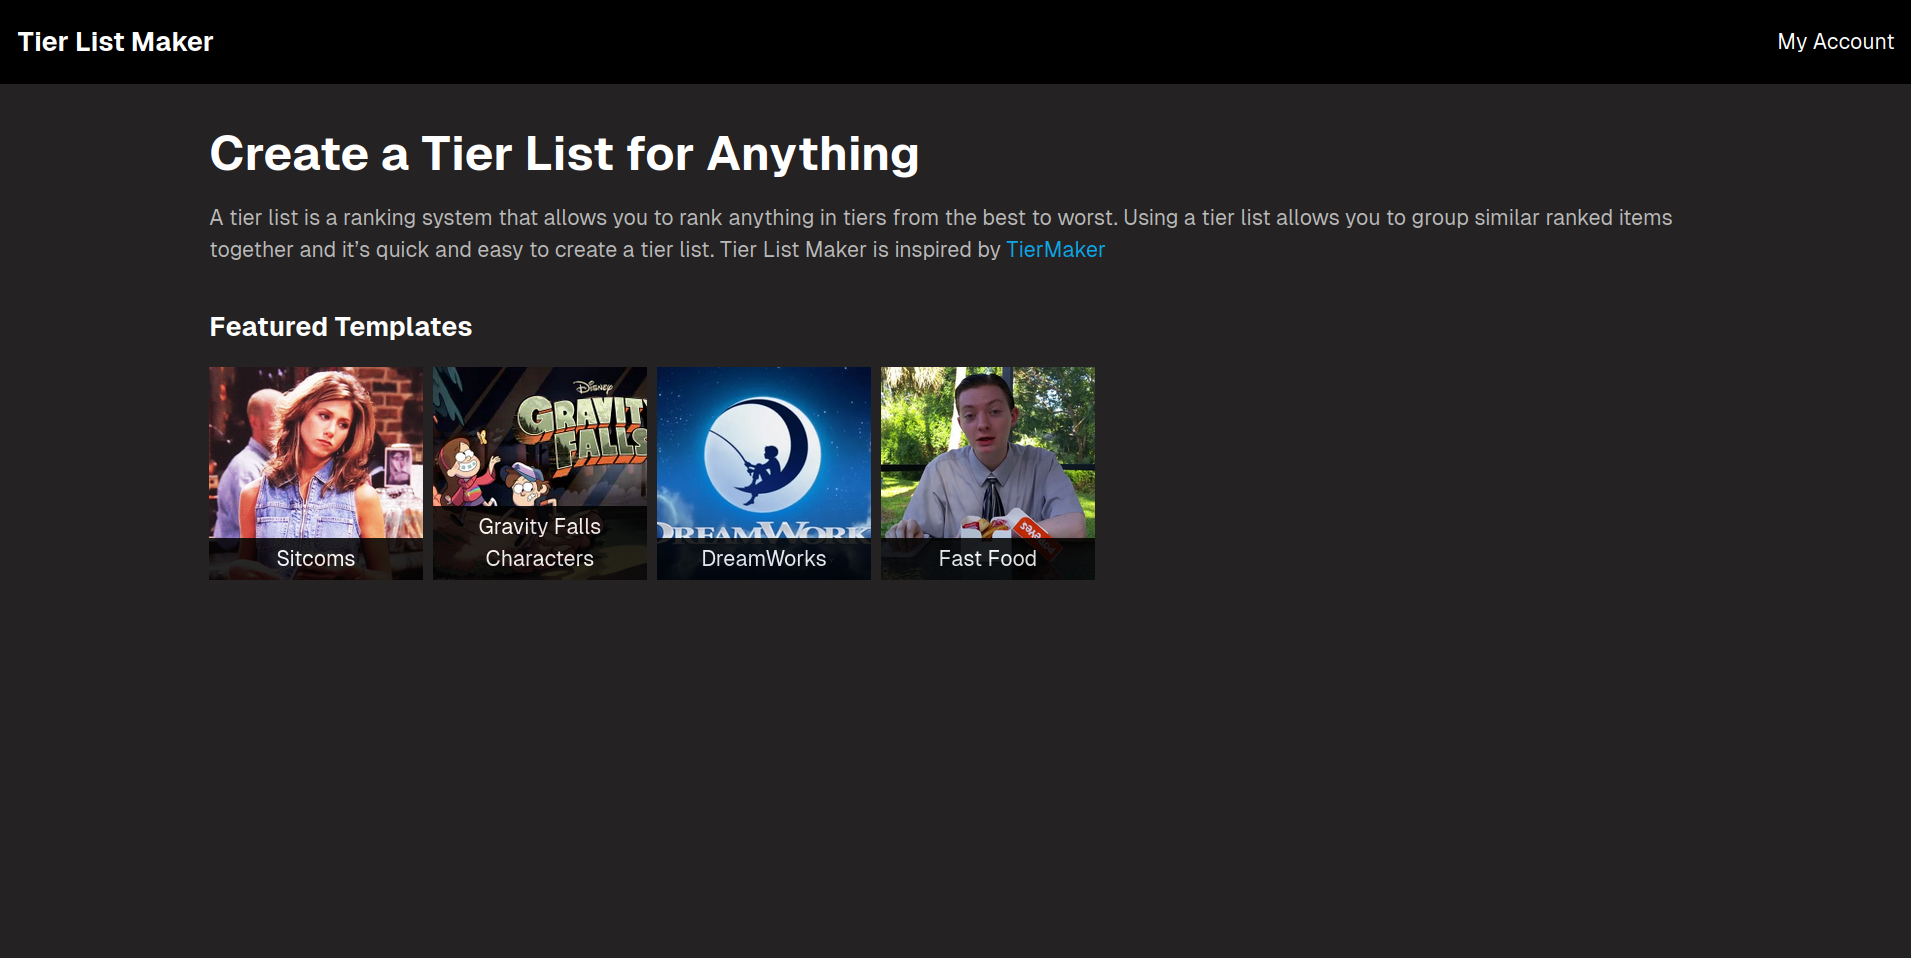 Tier List Maker
My Account
Create a Tier List for Anything
A tier list is a ranking system that allows you to rank anything in tiers from the best to worst. Using a tier list allows you to group similar ranked items
together and it’s quick and easy to create a tier list. Tier List Maker is inspired by TierMaker
Featured Templates
Disney
GRAVITY
FALLS
DREAMWORK
Popeyes
Sitcoms
Gravity Falls
Characters
DreamWorks
Fast Food